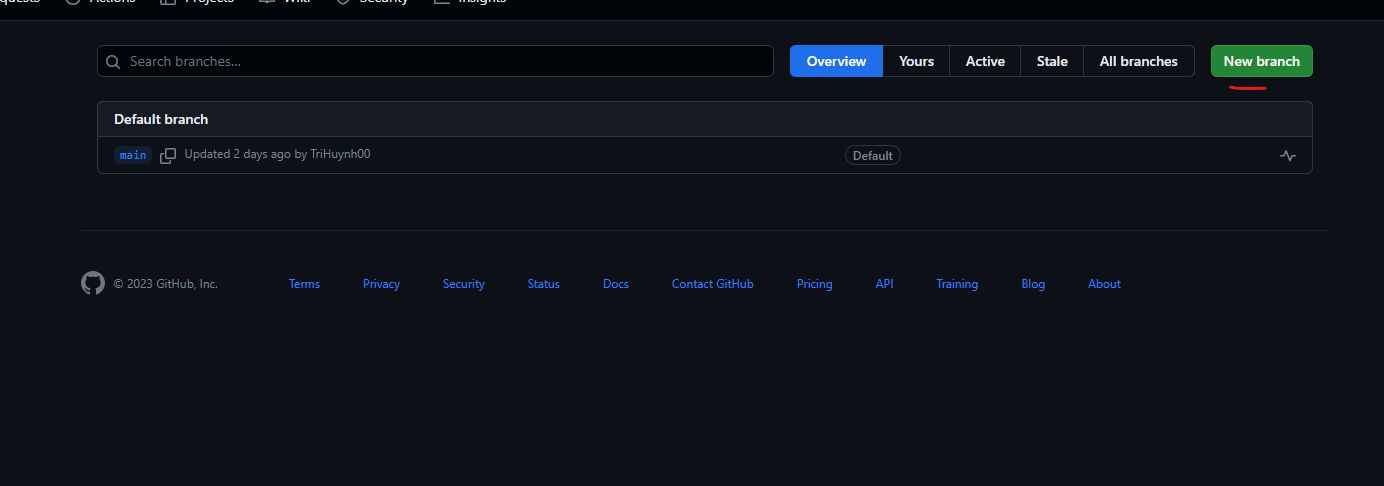 Actions Projects Wiki Security Insights
Search branches...
Overview Yours Active Stale All branches New branch
Default branch
main Updated 2 days ago by TriHuynh00 Default
© 2023 GitHub, Inc. Terms Privacy Security Status Docs Contact GitHub Pricing API Training Blog About